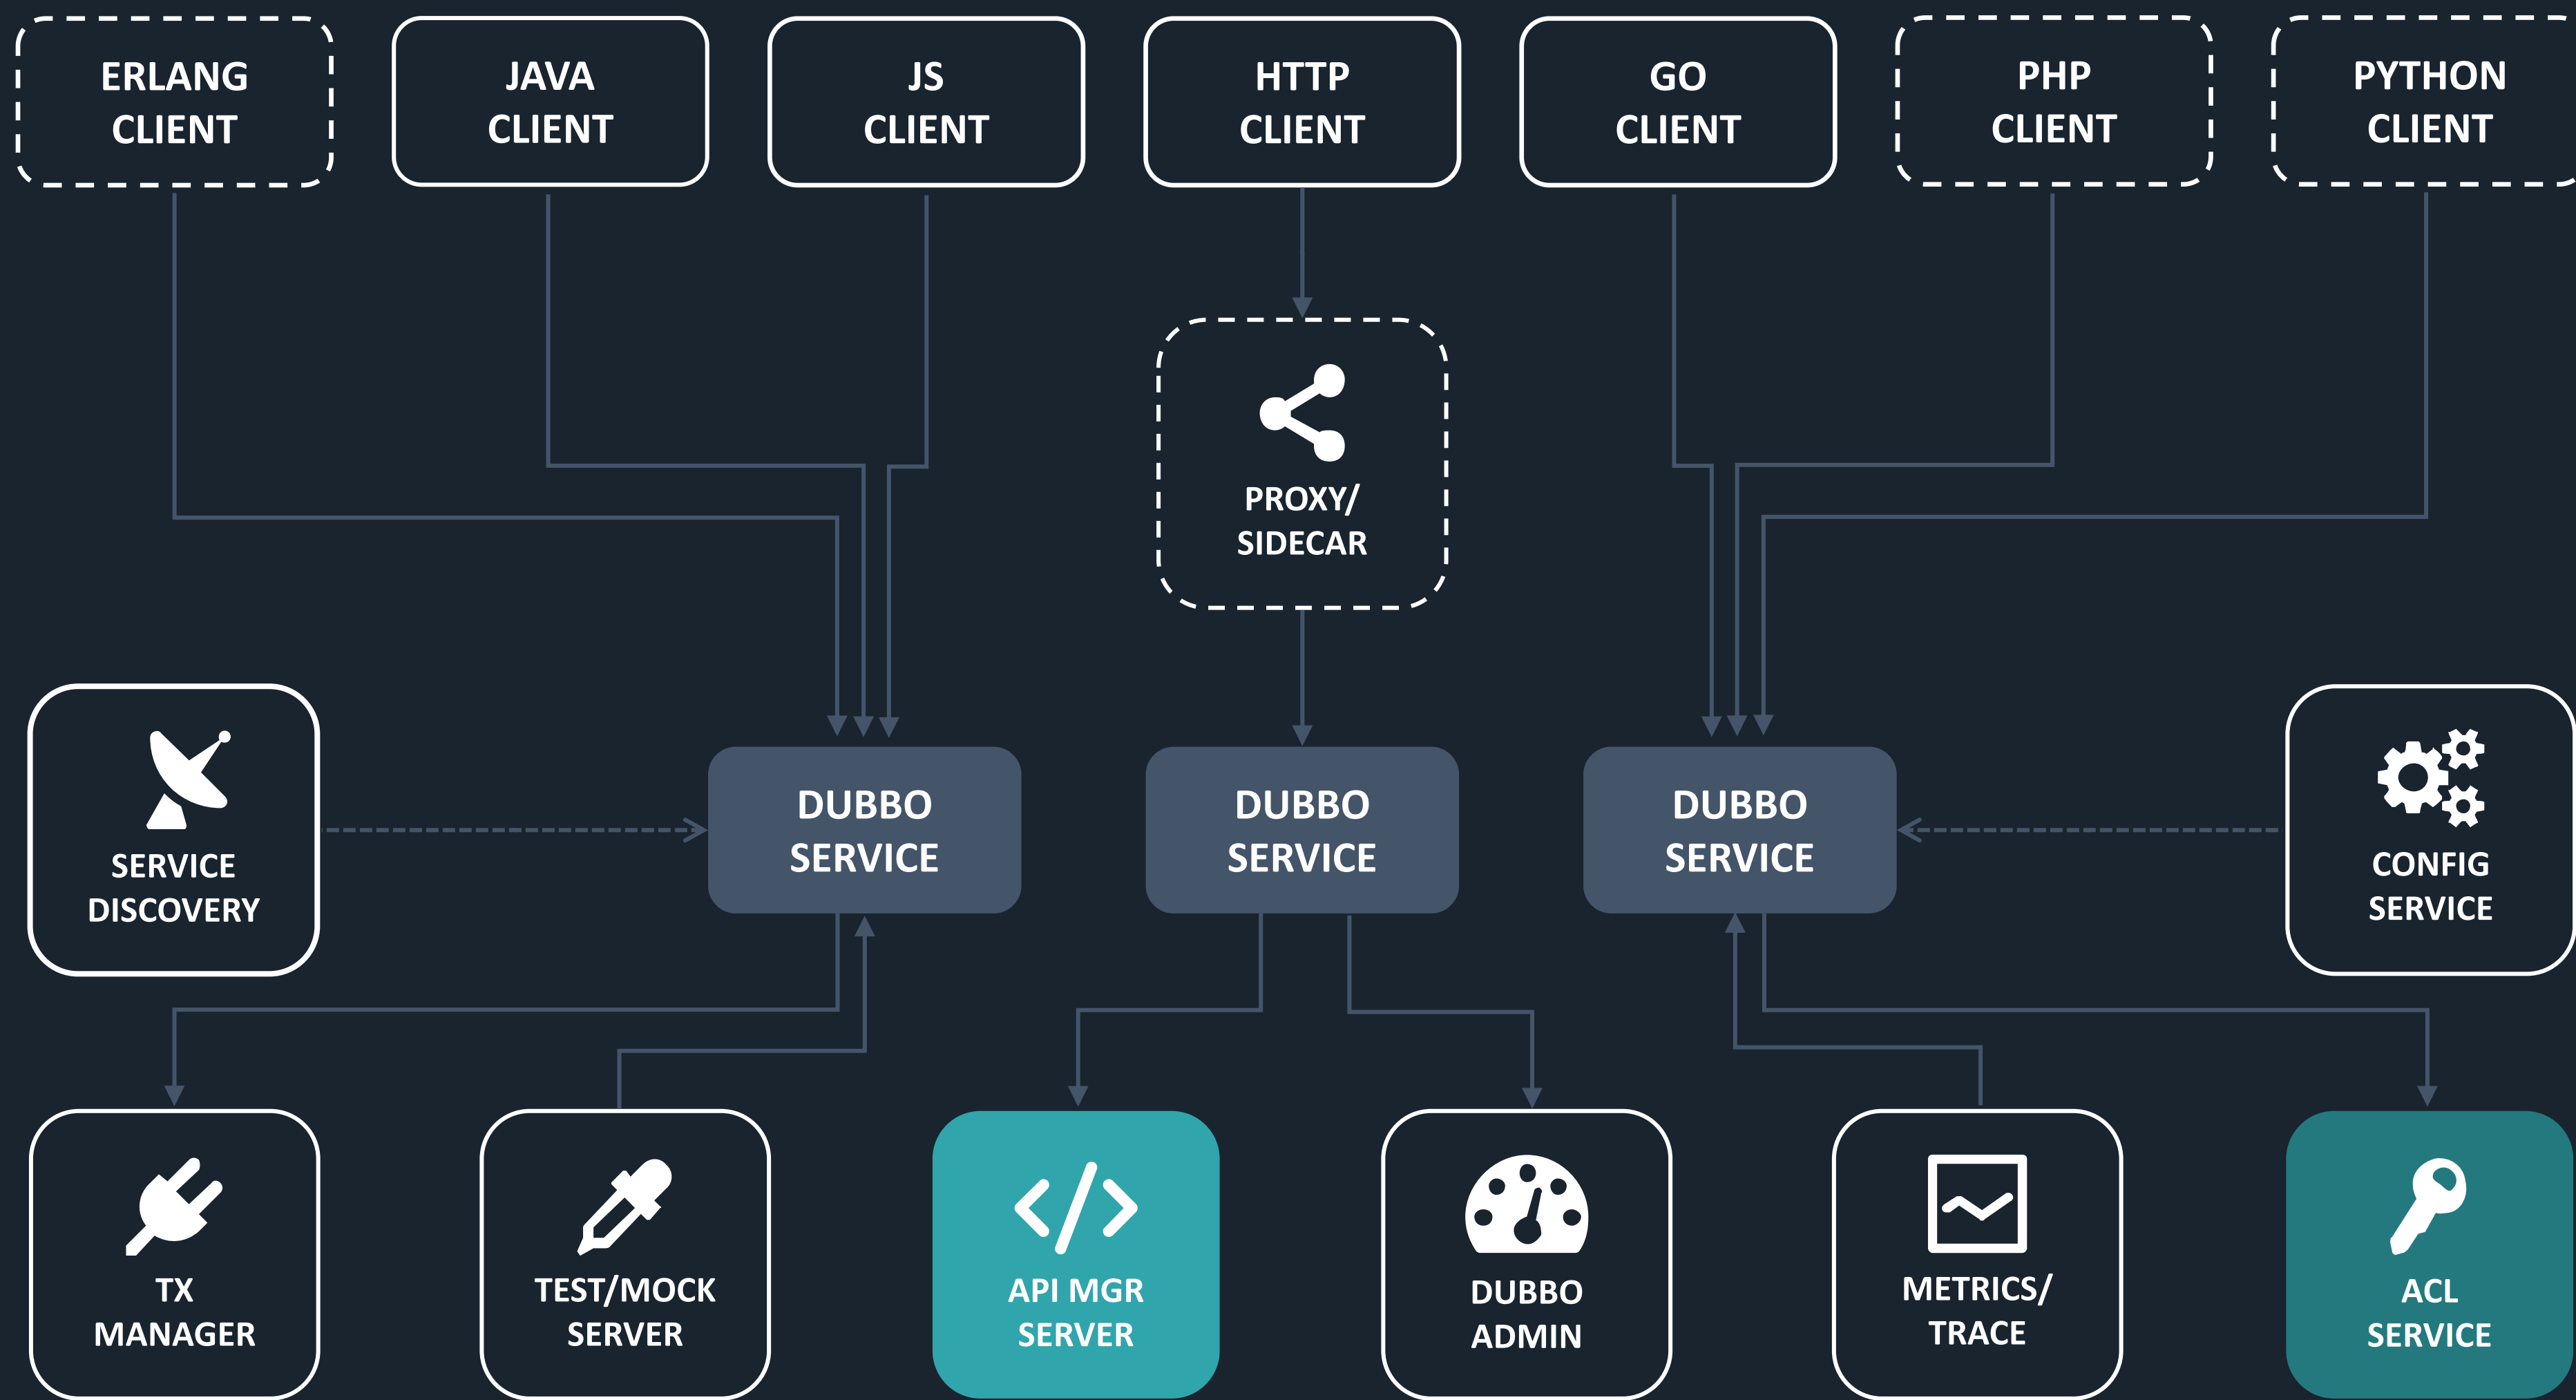 ERLANG
CLIENT
JAVA
CLIENT
JS
CLIENT
HTTP
CLIENT
GO
CLIENT
PHP
CLIENT
PYTHON
CLIENT
PROXY/
SIDECAR
SERVICE
DISCOVERY
DUBBO
SERVICE
DUBBO
SERVICE
DUBBO
SERVICE
CONFIG
SERVICE
TX
MANAGER
TEST/MOCK
SERVER
API MGR
SERVER
DUBBO
ADMIN
METRICS/
TRACE
ACL
SERVICE